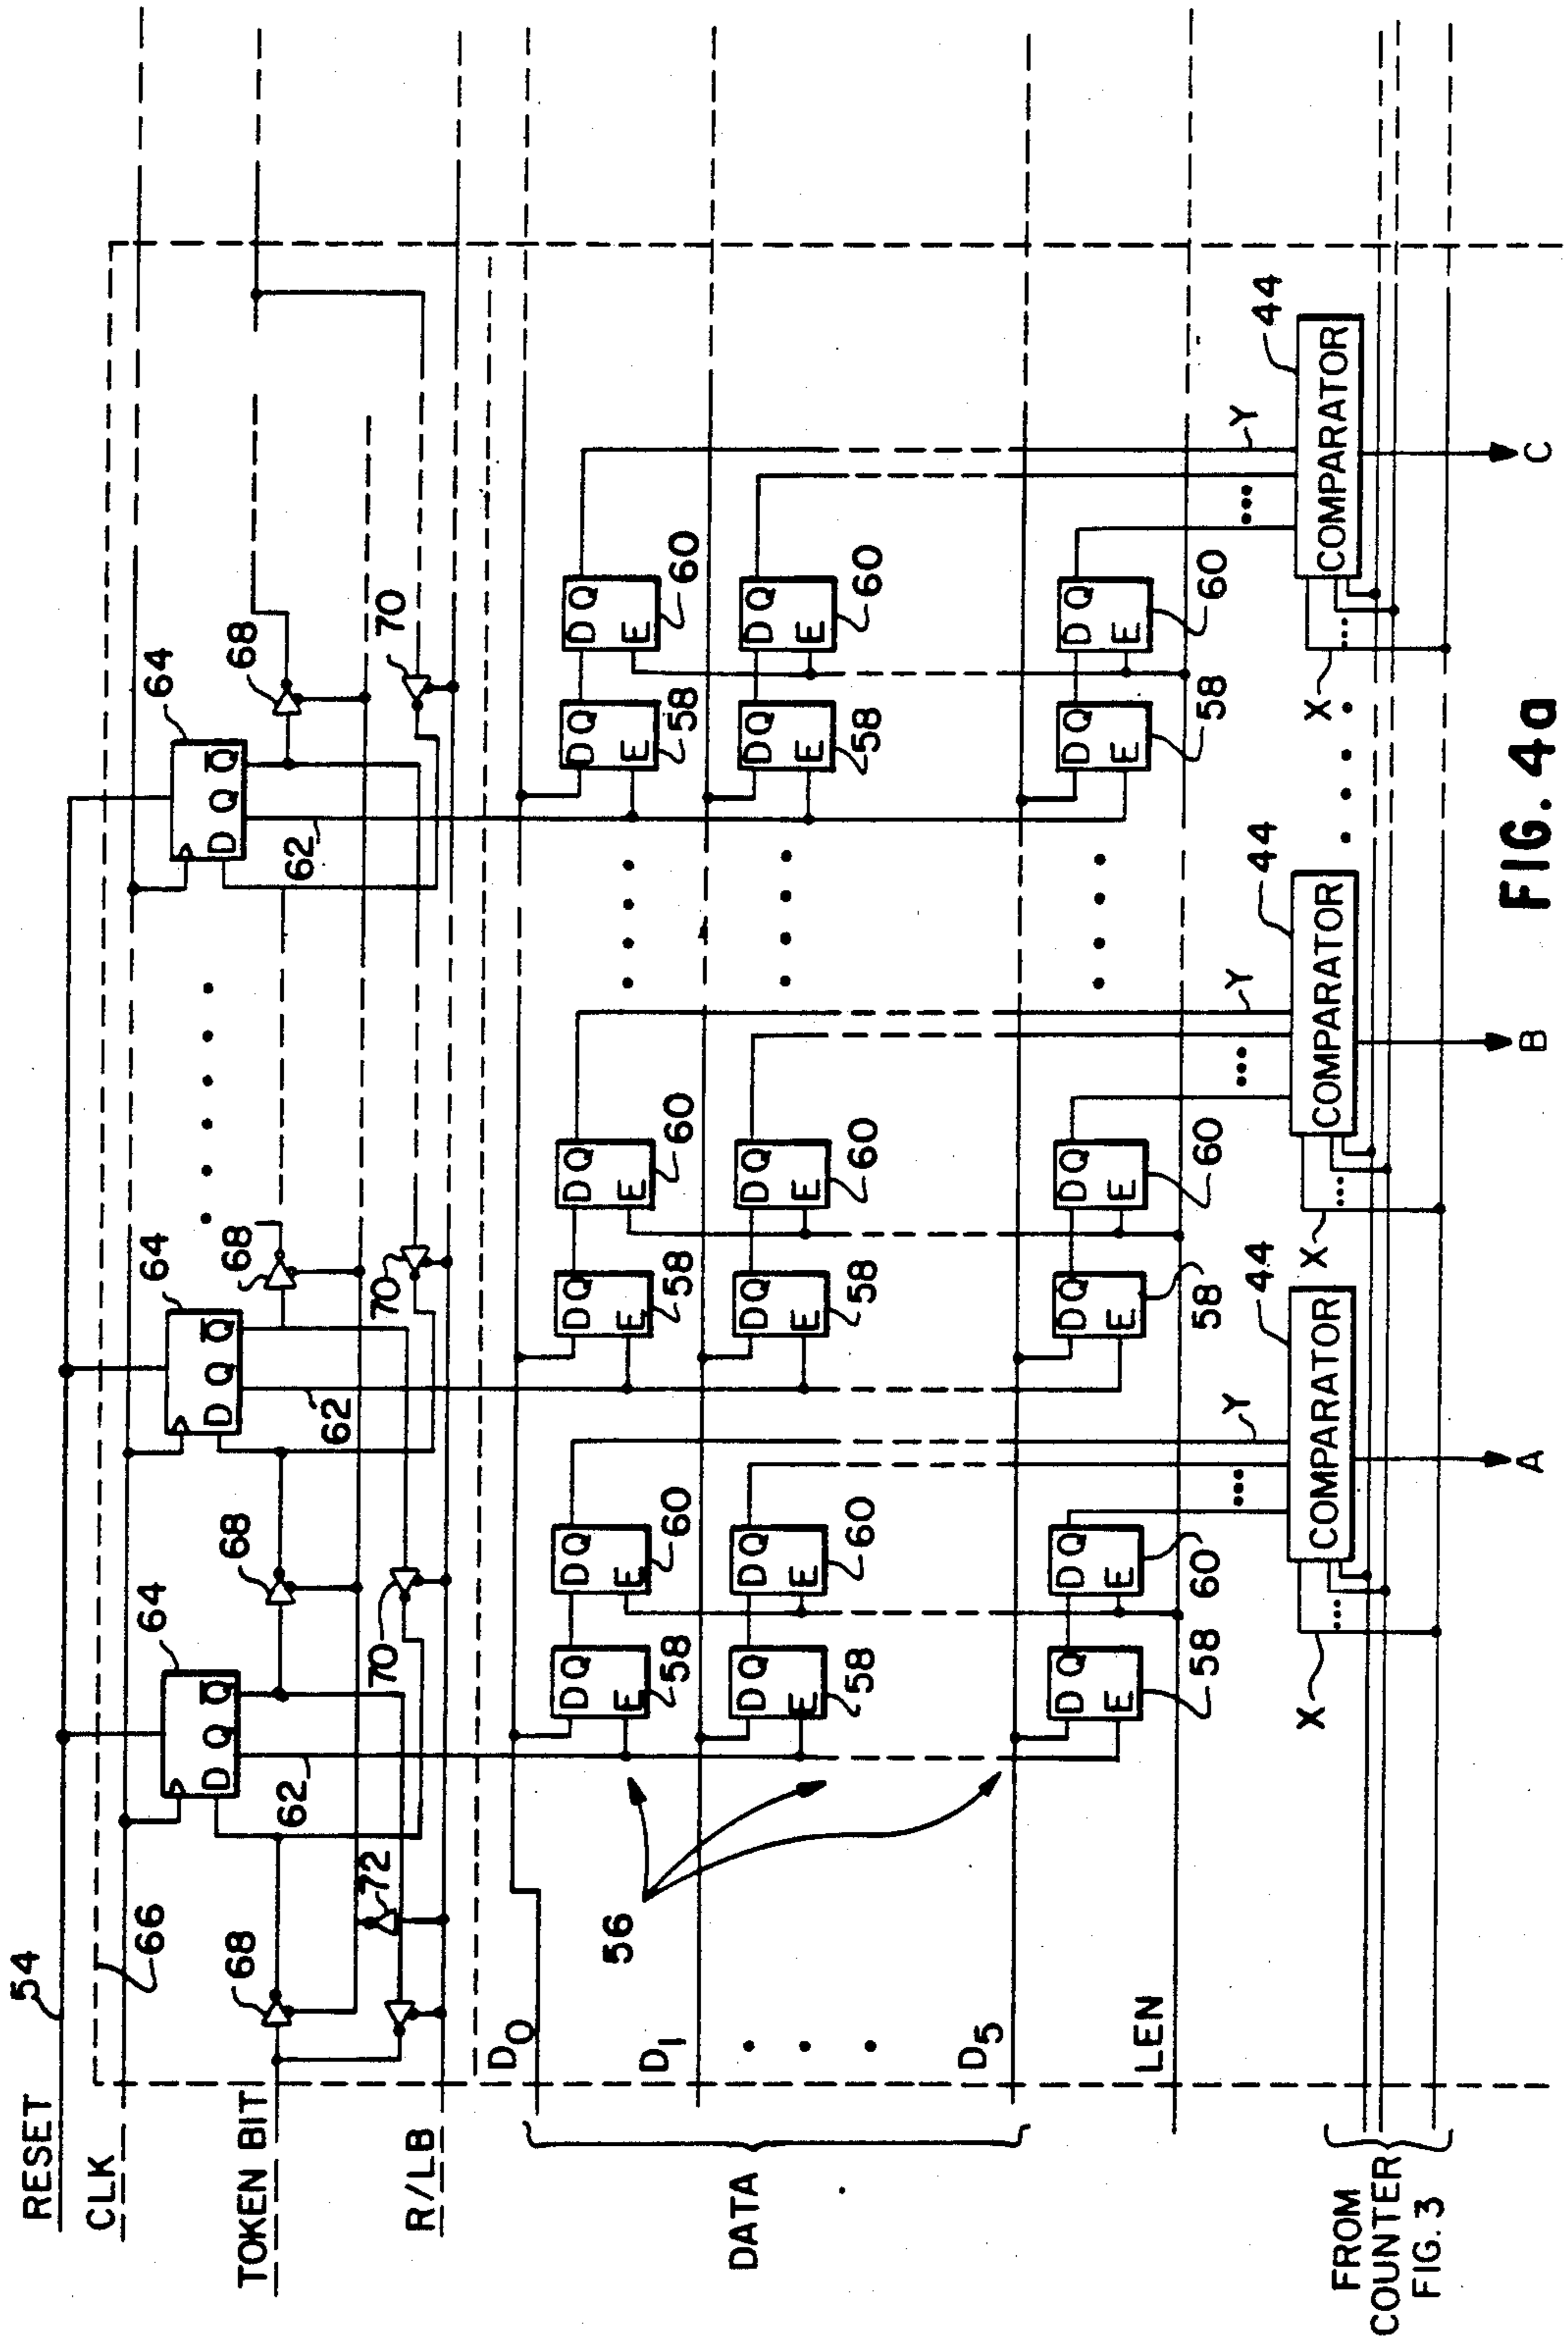 RESET
54
CLK
66
TOKEN BIT
R/LB
64
64
64
D Q Q̅
D Q Q̅
D Q Q̅
68
68
68
68
70
70
70
72
62
62
62
D0
D1
D5
DATA
LEN
56
D Q
E
58
D Q
E
60
D Q
E
58
D Q
E
60
D Q
E
58
D Q
E
60
D Q
E
58
D Q
E
60
D Q
E
58
D Q
E
60
D Q
E
58
D Q
E
60
D Q
E
58
D Q
E
60
D Q
E
58
D Q
E
60
D Q
E
58
D Q
E
60
Y
Y
Y
X
X
X
44
44
44
COMPARATOR
COMPARATOR
COMPARATOR
FROM
COUNTER
FIG. 3
A
B
C
FIG. 4a